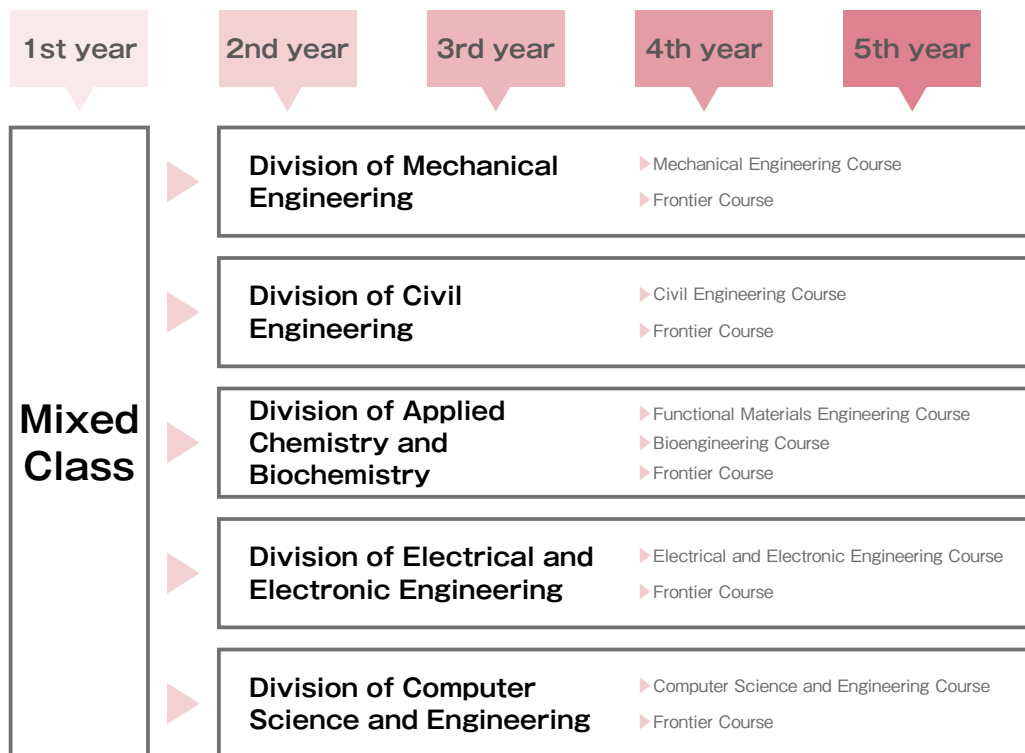 1st year
2nd year
3rd year
4th year
5th year
Mixed
Class
Division of Mechanical
Engineering
Mechanical Engineering Course
Frontier Course
Division of Civil
Engineering
Civil Engineering Course
Frontier Course
Division of Applied
Chemistry and
Biochemistry
Functional Materials Engineering Course
Bioengineering Course
Frontier Course
Division of Electrical and
Electronic Engineering
Electrical and Electronic Engineering Course
Frontier Course
Division of Computer
Science and Engineering
Computer Science and Engineering Course
Frontier Course